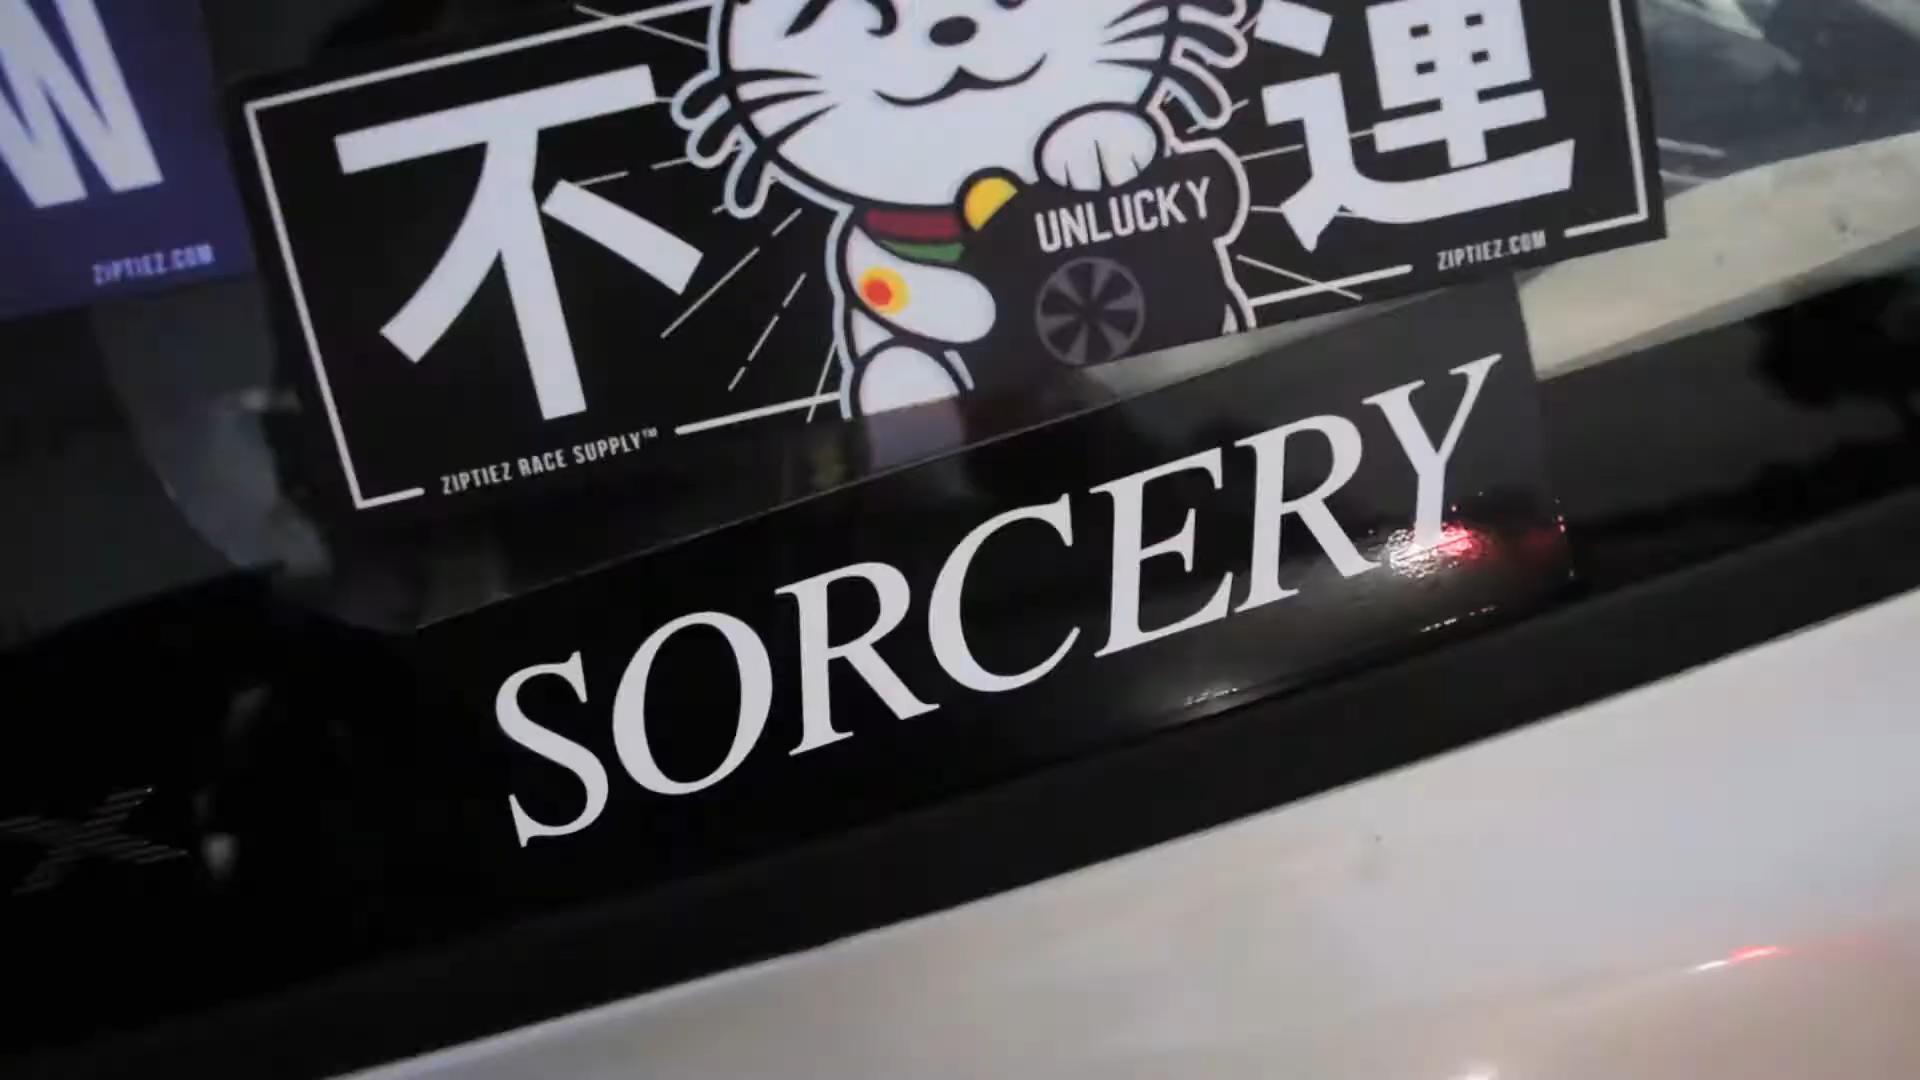 W
ZIPTIEZ.COM
不運
UNLUCKY
ZIPTIEZ.COM
ZIPTIEZ RACE SUPPLY™
SORCERY